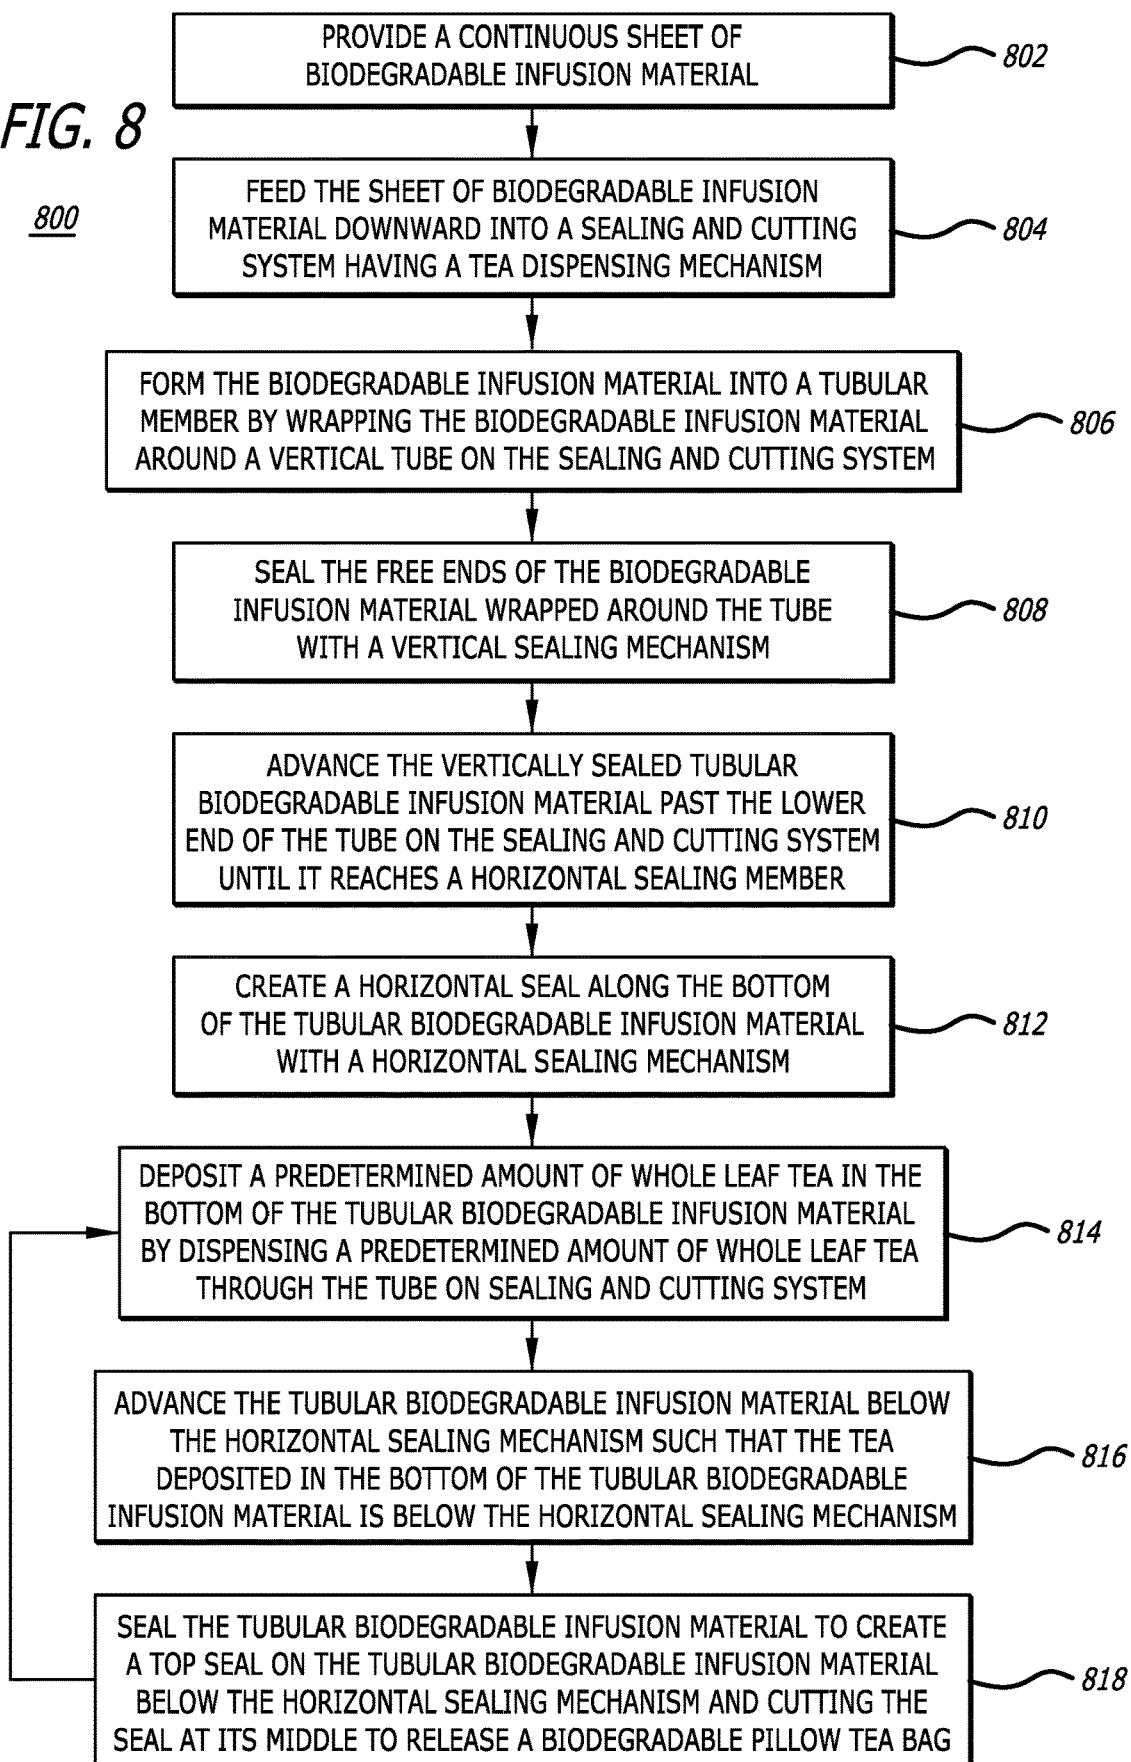 FIG. 8
800
PROVIDE A CONTINUOUS SHEET OF
BIODEGRADABLE INFUSION MATERIAL
802
FEED THE SHEET OF BIODEGRADABLE INFUSION
MATERIAL DOWNWARD INTO A SEALING AND CUTTING
SYSTEM HAVING A TEA DISPENSING MECHANISM
804
FORM THE BIODEGRADABLE INFUSION MATERIAL INTO A TUBULAR
MEMBER BY WRAPPING THE BIODEGRADABLE INFUSION MATERIAL
AROUND A VERTICAL TUBE ON THE SEALING AND CUTTING SYSTEM
806
SEAL THE FREE ENDS OF THE BIODEGRADABLE
INFUSION MATERIAL WRAPPED AROUND THE TUBE
WITH A VERTICAL SEALING MECHANISM
808
ADVANCE THE VERTICALLY SEALED TUBULAR
BIODEGRADABLE INFUSION MATERIAL PAST THE LOWER
END OF THE TUBE ON THE SEALING AND CUTTING SYSTEM
UNTIL IT REACHES A HORIZONTAL SEALING MEMBER
810
CREATE A HORIZONTAL SEAL ALONG THE BOTTOM
OF THE TUBULAR BIODEGRADABLE INFUSION MATERIAL
WITH A HORIZONTAL SEALING MECHANISM
812
DEPOSIT A PREDETERMINED AMOUNT OF WHOLE LEAF TEA IN THE
BOTTOM OF THE TUBULAR BIODEGRADABLE INFUSION MATERIAL
BY DISPENSING A PREDETERMINED AMOUNT OF WHOLE LEAF TEA
THROUGH THE TUBE ON SEALING AND CUTTING SYSTEM
814
ADVANCE THE TUBULAR BIODEGRADABLE INFUSION MATERIAL BELOW
THE HORIZONTAL SEALING MECHANISM SUCH THAT THE TEA
DEPOSITED IN THE BOTTOM OF THE TUBULAR BIODEGRADABLE
INFUSION MATERIAL IS BELOW THE HORIZONTAL SEALING MECHANISM
816
SEAL THE TUBULAR BIODEGRADABLE INFUSION MATERIAL TO CREATE
A TOP SEAL ON THE TUBULAR BIODEGRADABLE INFUSION MATERIAL
BELOW THE HORIZONTAL SEALING MECHANISM AND CUTTING THE
SEAL AT ITS MIDDLE TO RELEASE A BIODEGRADABLE PILLOW TEA BAG
818